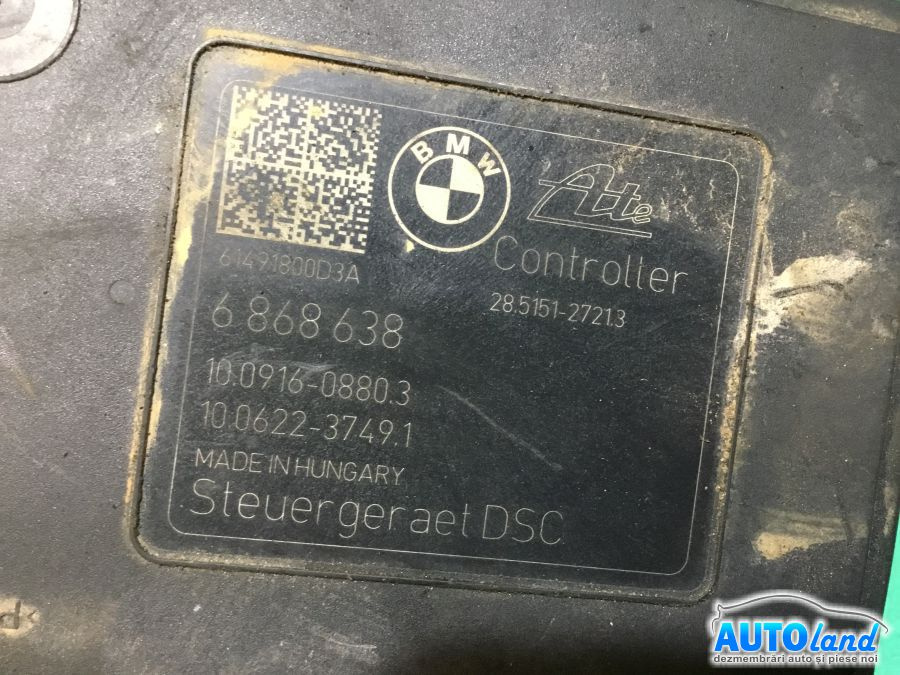 BMW
Ate
Controller
28.5151-2721.3
61491800D3A
6 868 638
10.0916-0880.3
10.0622-3749.1
MADE IN HUNGARY
Steuergeraet DSC
AUTOland
dezmembrări auto și piese noi